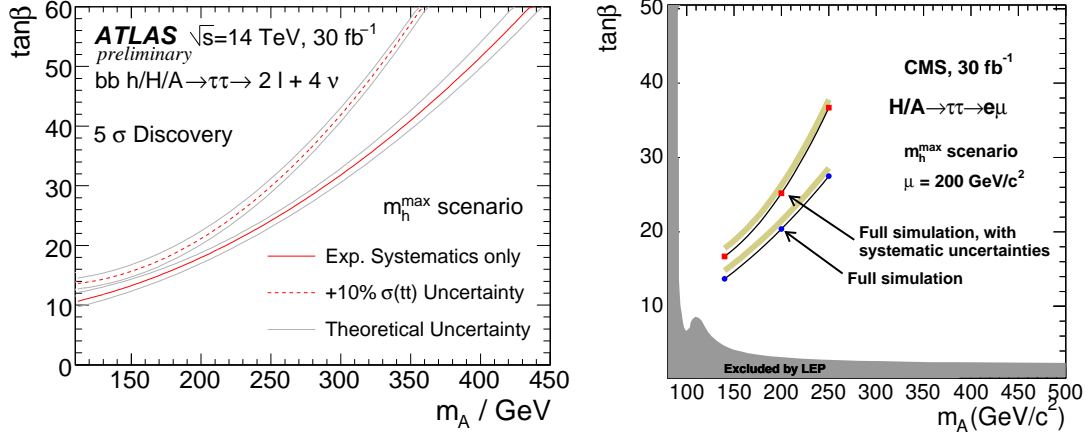 tanβ
60
50
40
30
20
10
0
ATLAS √s=14 TeV, 30 fb⁻¹
preliminary
bb h/H/A→ττ→ 2 l + 4 ν
5 σ Discovery
m_h^max scenario
Exp. Systematics only
+10% σ(tt) Uncertainty
Theoretical Uncertainty
150 200 250 300 350 400 450
m_A / GeV
tanβ
50
40
30
20
10
CMS, 30 fb⁻¹
H/A→ττ→eμ
m_h^max scenario
μ = 200 GeV/c²
Full simulation, with
systematic uncertainties
Full simulation
Excluded by LEP
100 150 200 250 300 350 400 450 500
m_A(GeV/c²)